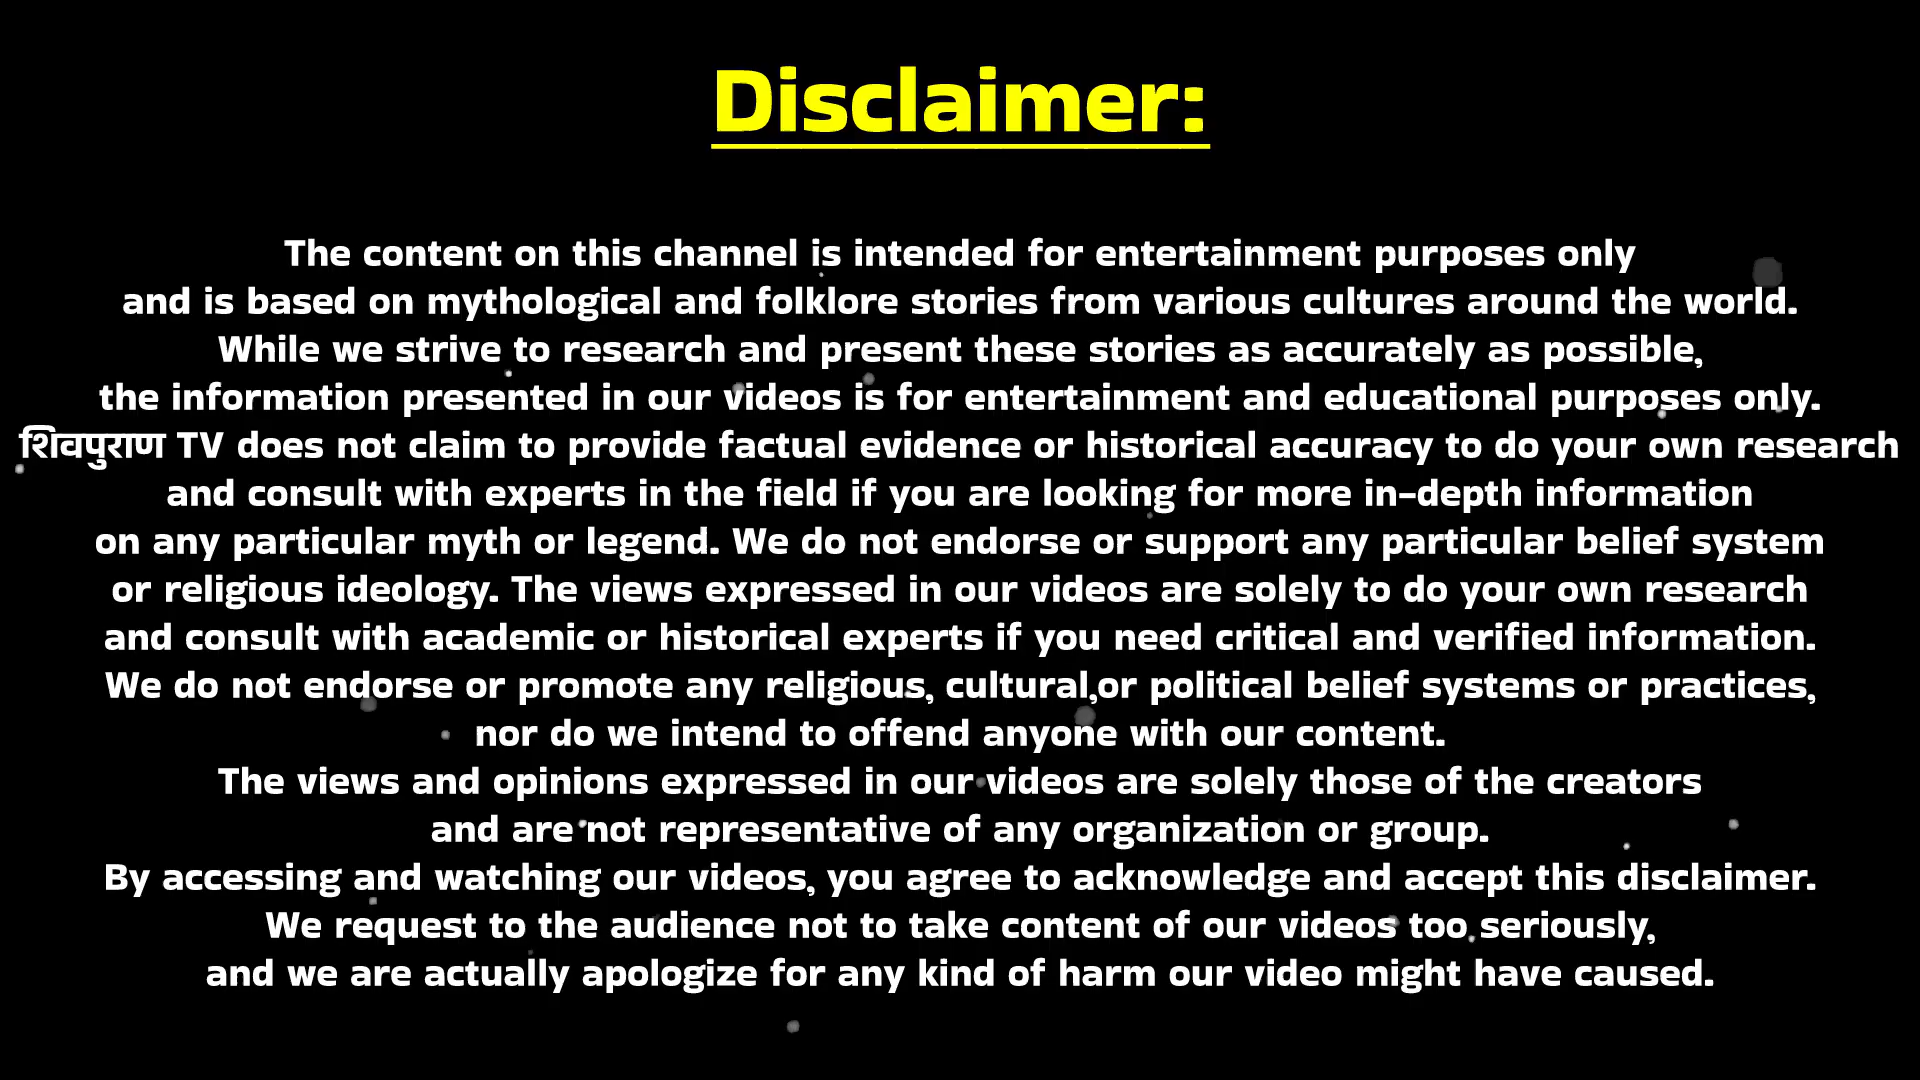 Disclaimer:
The content on this channel is intended for entertainment purposes only
and is based on mythological and folklore stories from various cultures around the world.
While we strive to research and present these stories as accurately as possible,
the information presented in our videos is for entertainment and educational purposes only.
शिवपुराण TV does not claim to provide factual evidence or historical accuracy to do your own research
and consult with experts in the field if you are looking for more in-depth information
on any particular myth or legend. We do not endorse or support any particular belief system
or religious ideology. The views expressed in our videos are solely to do your own research
and consult with academic or historical experts if you need critical and verified information.
We do not endorse or promote any religious, cultural,or political belief systems or practices,
nor do we intend to offend anyone with our content.
The views and opinions expressed in our videos are solely those of the creators
and are not representative of any organization or group.
By accessing and watching our videos, you agree to acknowledge and accept this disclaimer.
We request to the audience not to take content of our videos too seriously,
and we are actually apologize for any kind of harm our video might have caused.